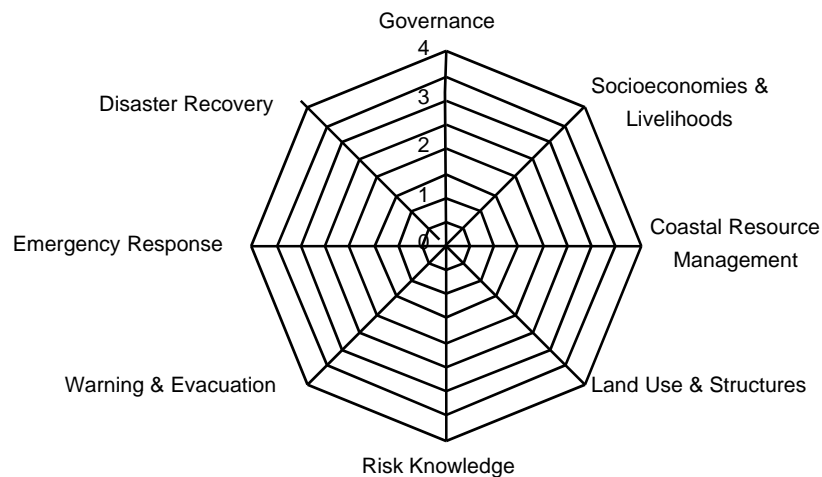 Governance
4
Socioeconomies &
Livelihoods
Disaster Recovery
3
2
1
Emergency Response
0
Coastal Resource
Management
Warning & Evacuation
Land Use & Structures
Risk Knowledge